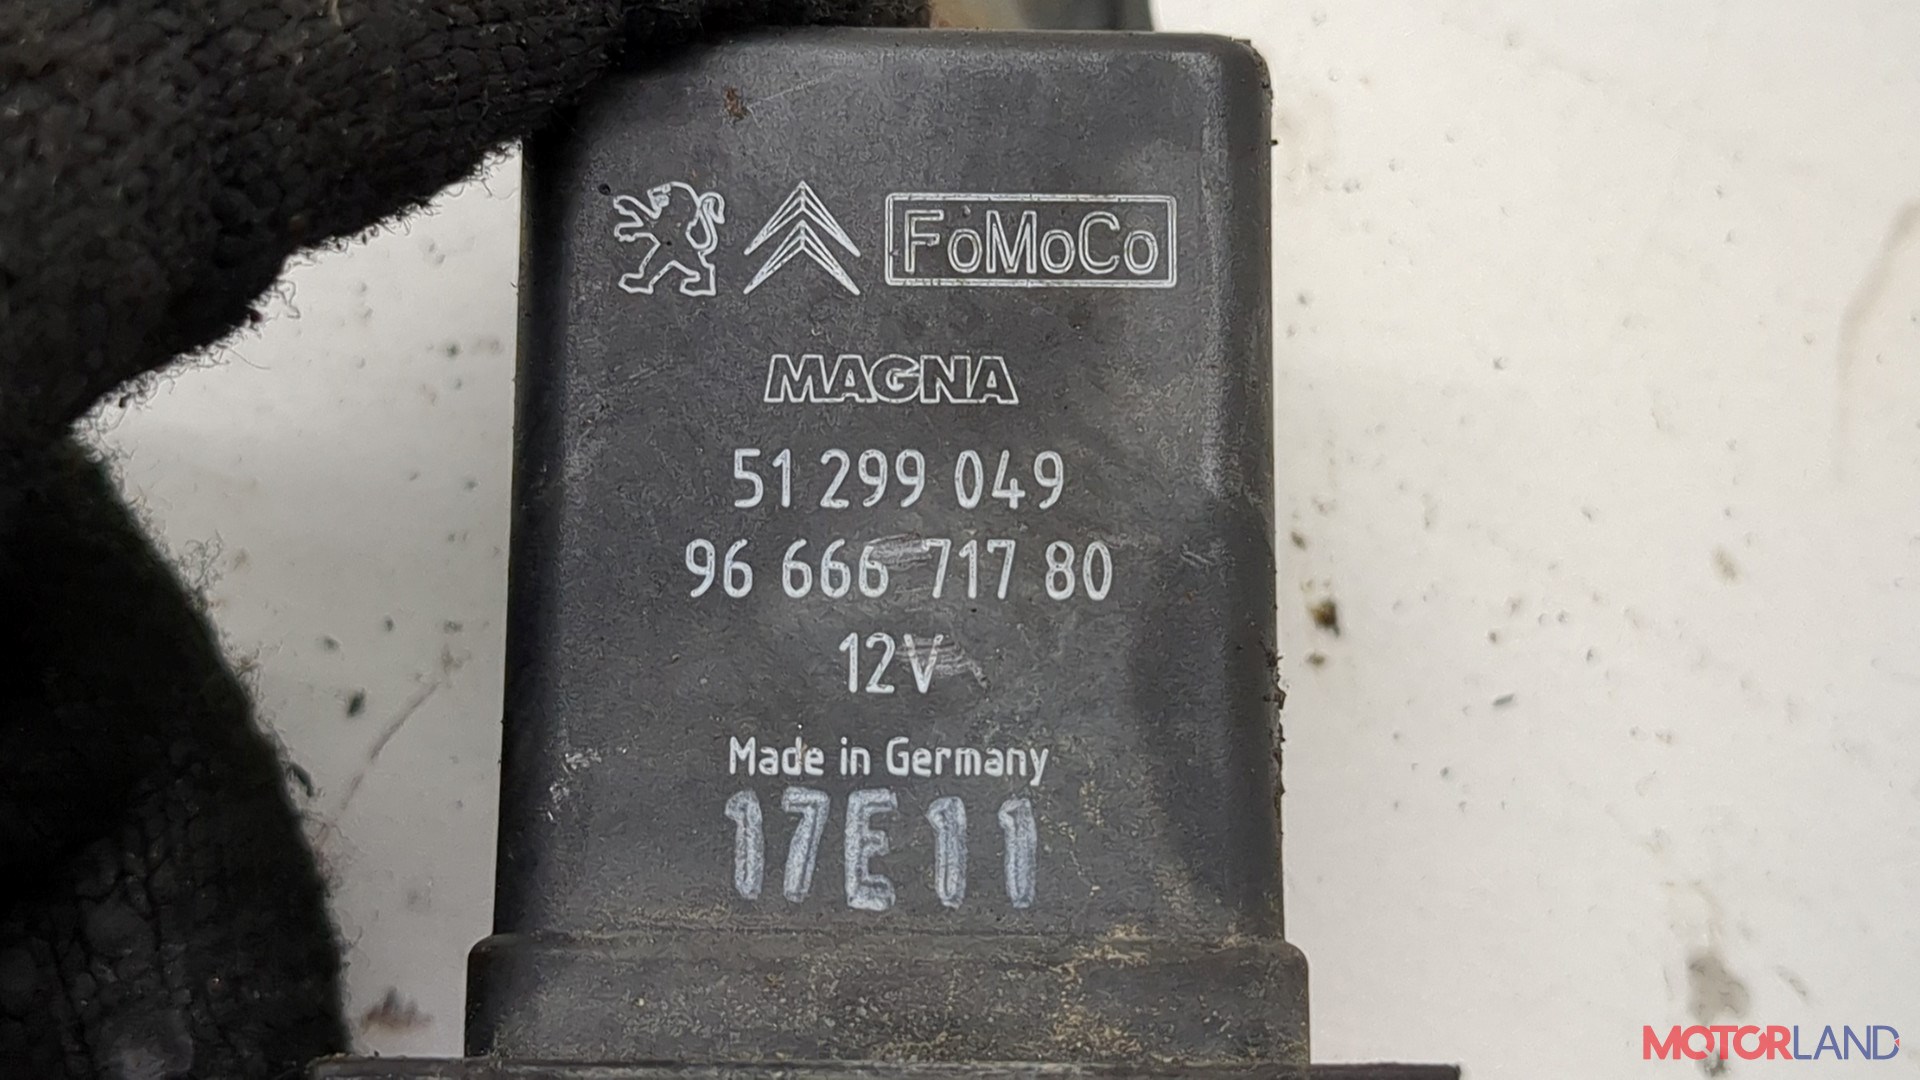 FoMoCo
MAGNA
51 299 049
96 666 717 80
12V
Made in Germany
17E11
MOTORLAND